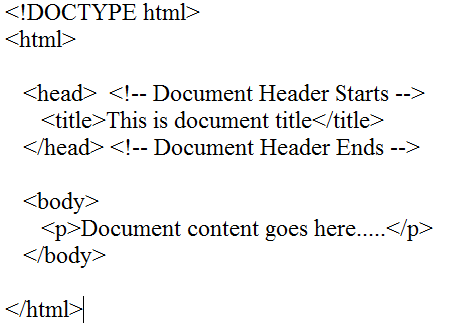 <!DOCTYPE html>
<html>
<head> <!-- Document Header Starts -->
<title>This is document title</title>
</head> <!-- Document Header Ends -->
<body>
<p>Document content goes here.....</p>
</body>
</html>